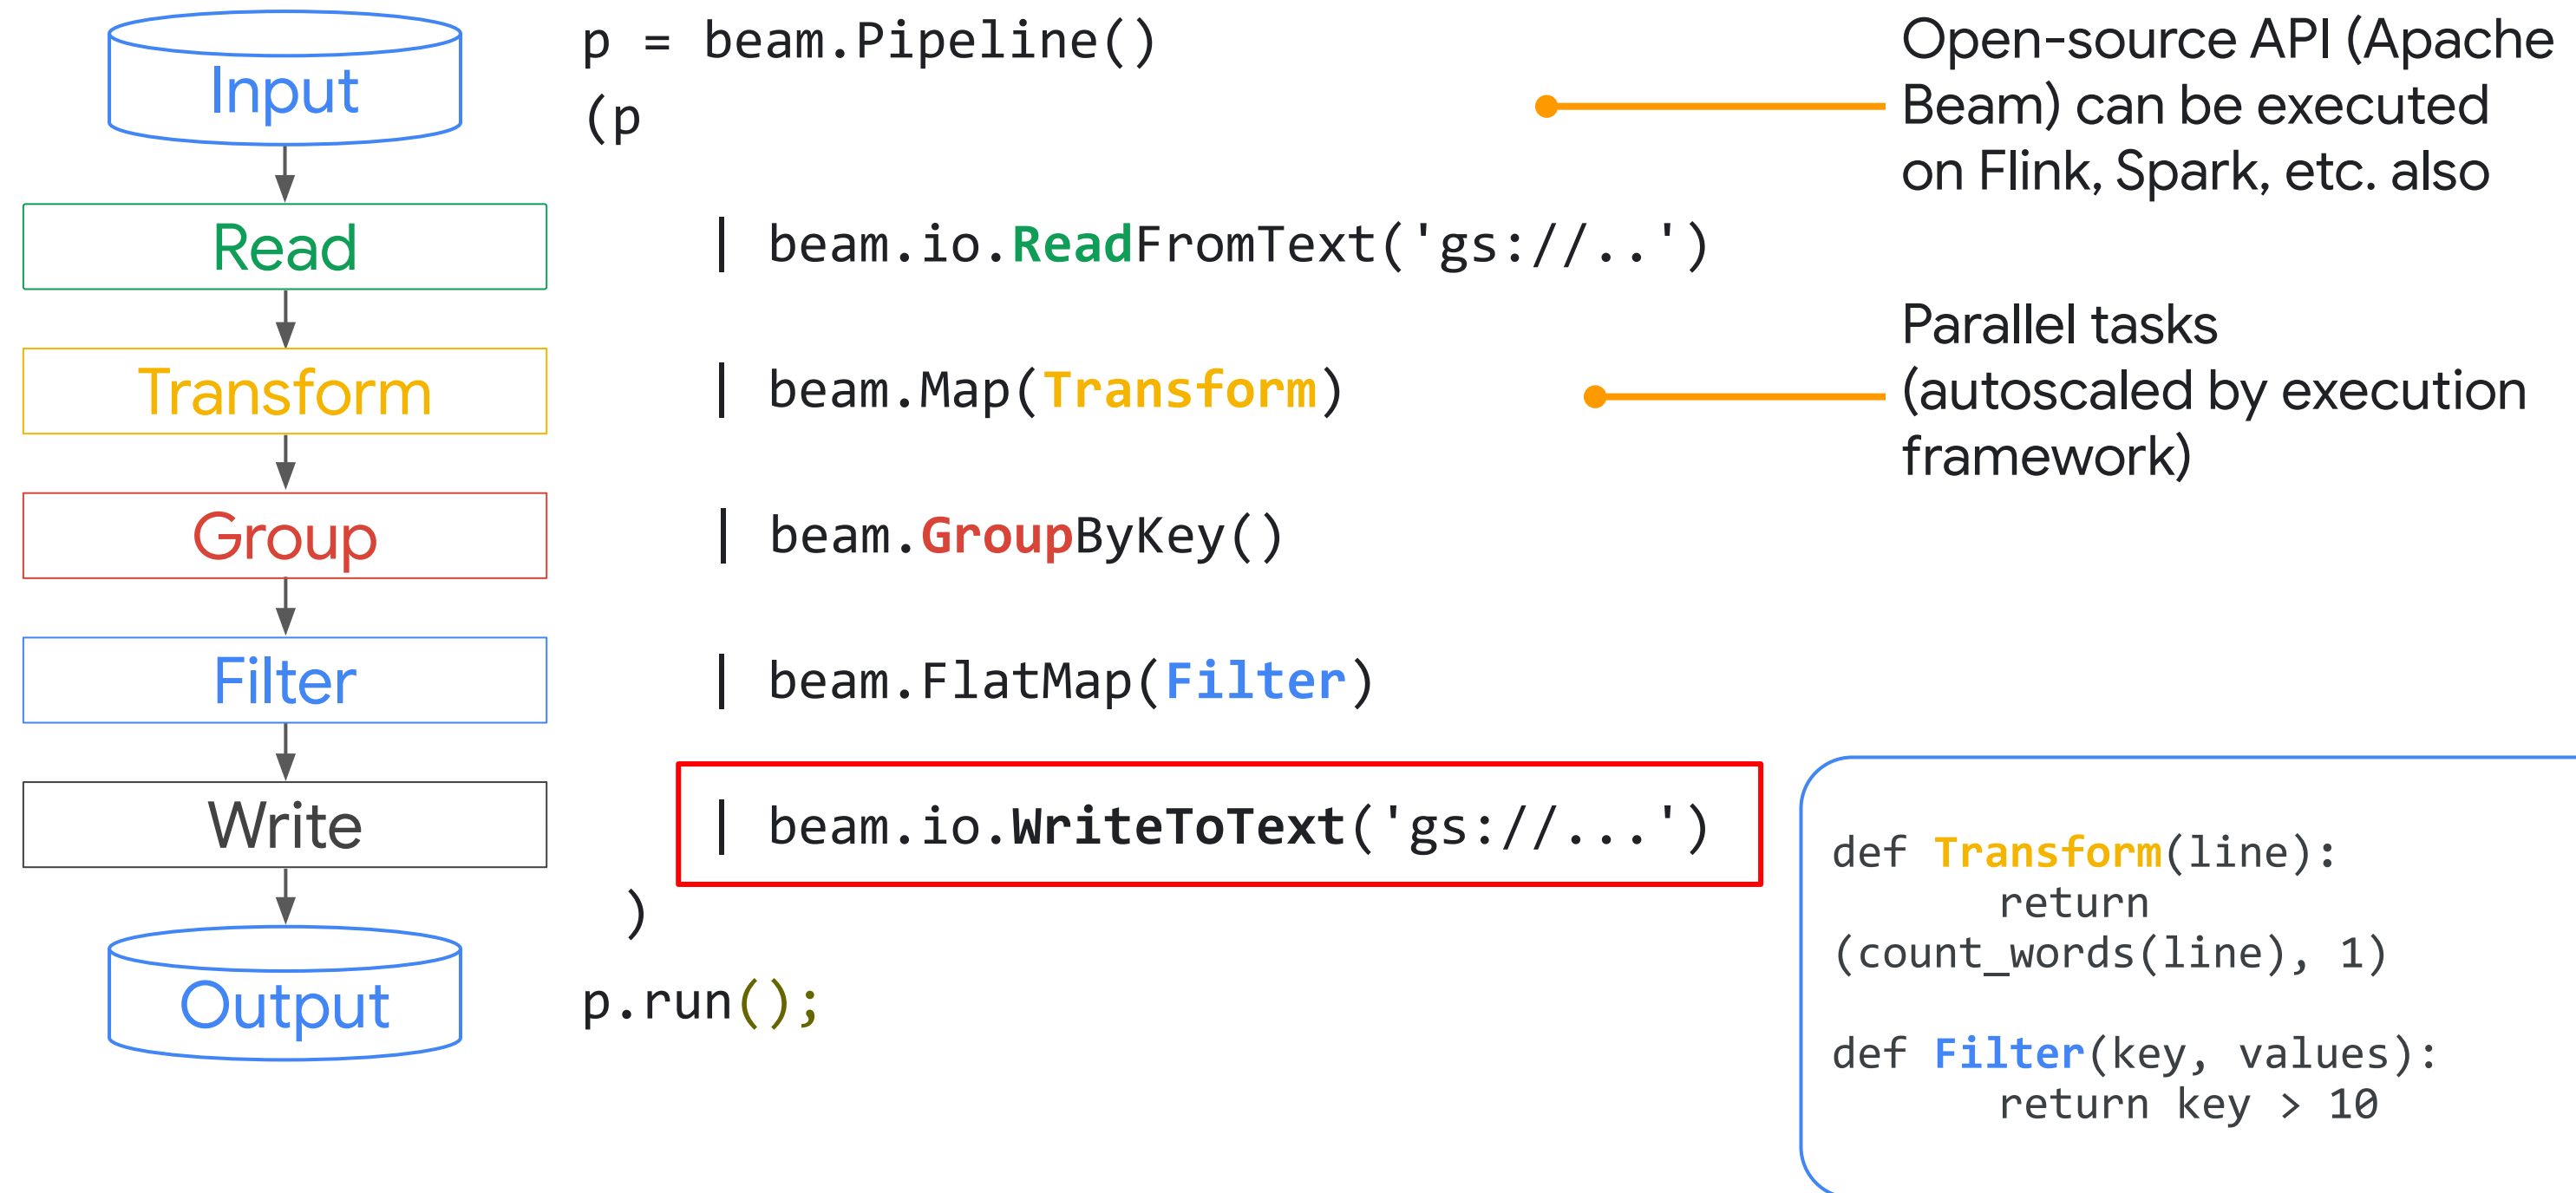 Input
Read
Transform
Group
Filter
Write
Output
p = beam.Pipeline()
(p
| beam.io.ReadFromText('gs://..')
| beam.Map(Transform)
| beam.GroupByKey()
| beam.FlatMap(Filter)
| beam.io.WriteToText('gs://...')
)
p.run();
Open-source API (Apache
Beam) can be executed
on Flink, Spark, etc. also
Parallel tasks
(autoscaled by execution
framework)
def Transform(line):
return
(count_words(line), 1)
def Filter(key, values):
return key > 10